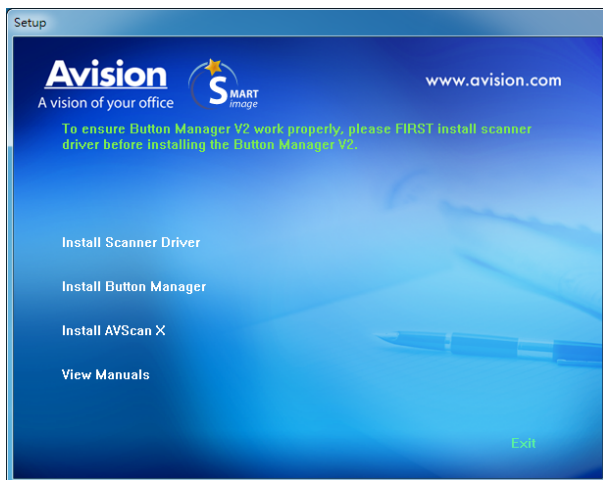 Setup
Avision
A vision of your office
SMART
image
www.avision.com
To ensure Button Manager V2 work properly, please FIRST install scanner
driver before installing the Button Manager V2.
Install Scanner Driver
Install Button Manager
Install AVScan X
View Manuals
Exit